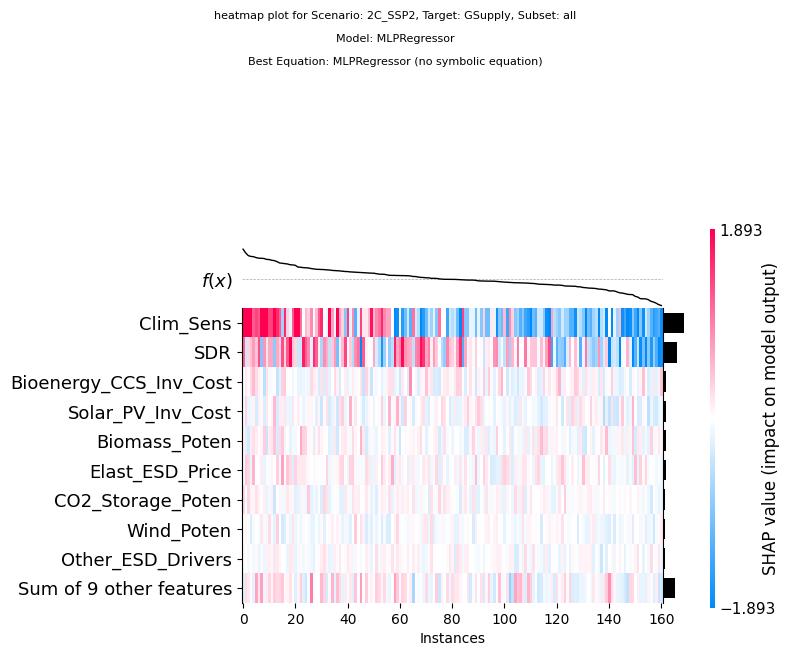 heatmap plot for Scenario: 2C_SSP2, Target: GSupply, Subset: all
Model: MLPRegressor
Best Equation: MLPRegressor (no symbolic equation)
1.893
f(x)
Clim_Sens
SDR
Bioenergy_CCS_Inv_Cost
Solar_PV_Inv_Cost
Biomass_Poten
Elast_ESD_Price
CO2_Storage_Poten
Wind_Poten
Other_ESD_Drivers
Sum of 9 other features
0 20 40 60 80 100 120 140 160
Instances
−1.893
SHAP value (impact on model output)